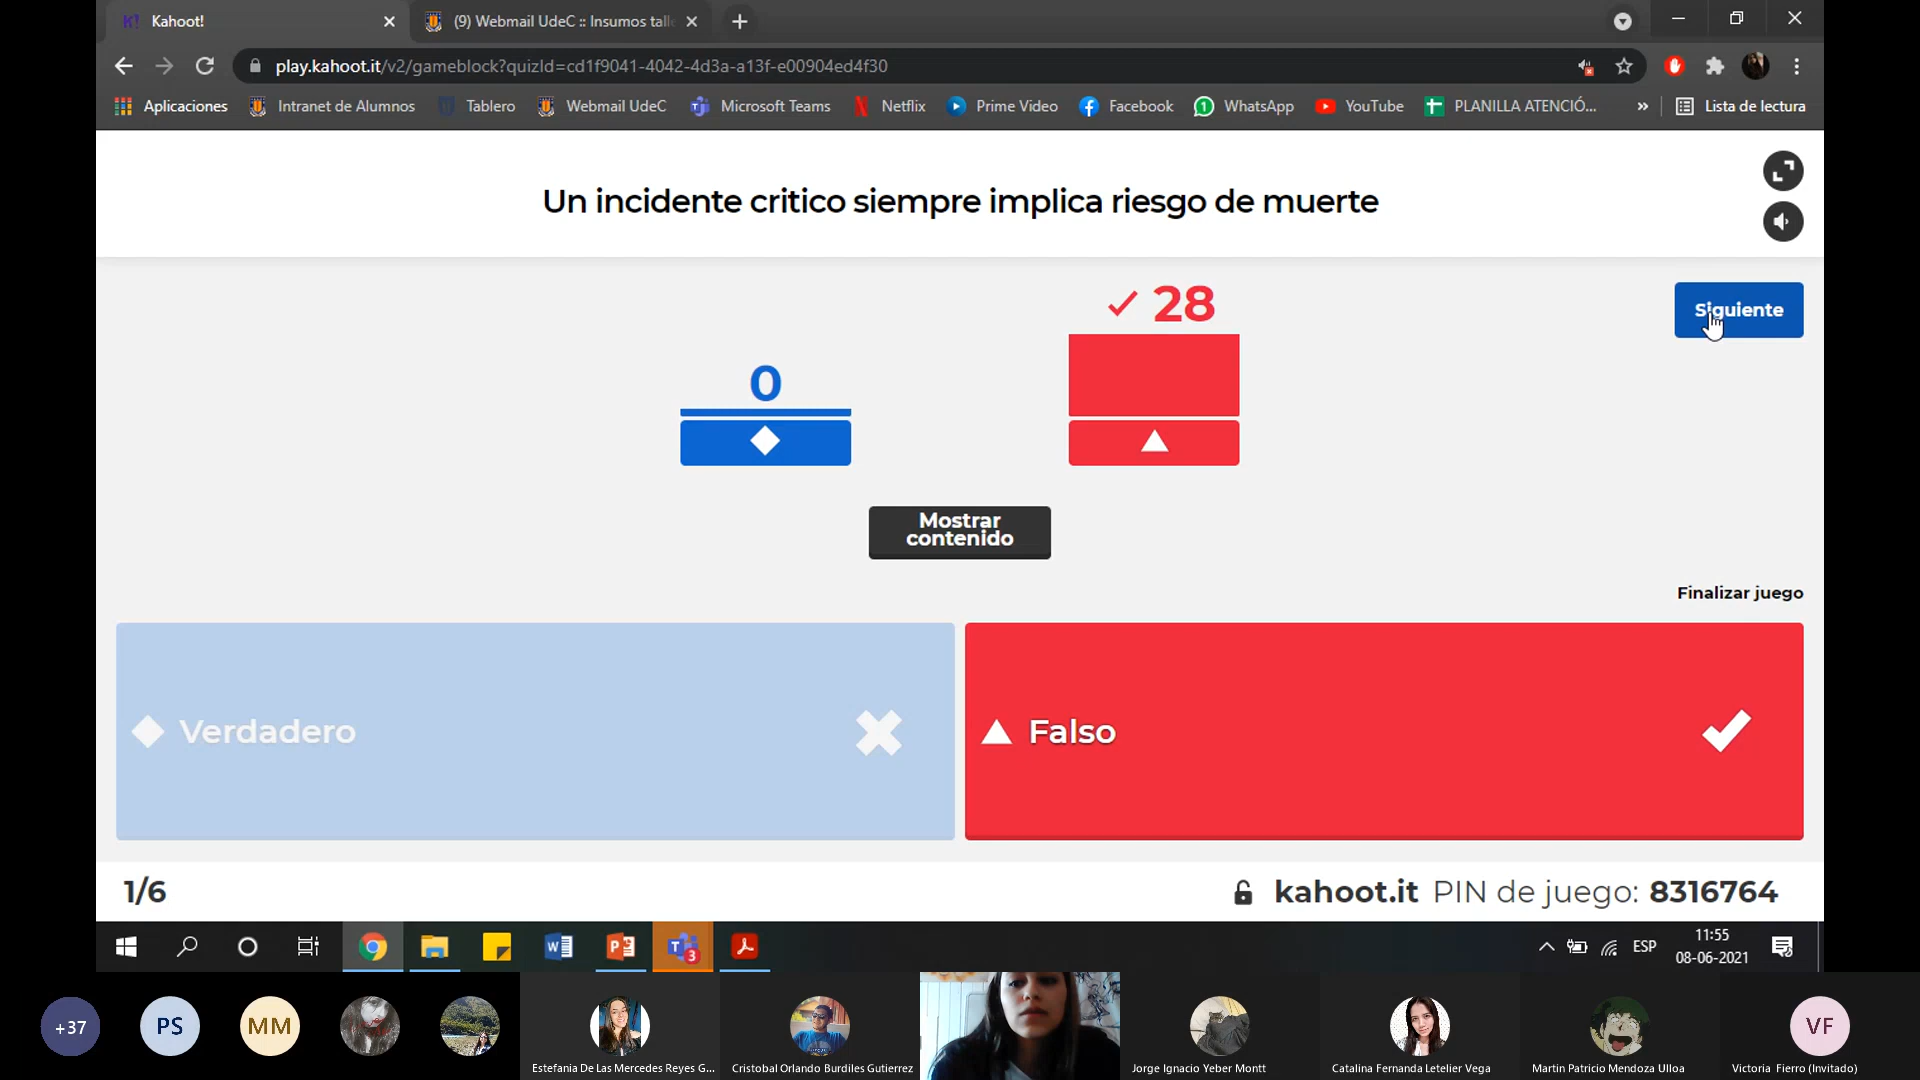 K! Kahoot!
(9) Webmail UdeC :: Insumos tall
play.kahoot.it/v2/gameblock?quizId=cd1f9041-4042-4d3a-a13f-e00904ed4f30
Aplicaciones Intranet de Alumnos Tablero Webmail UdeC Microsoft Teams Netflix Prime Video Facebook 1 WhatsApp YouTube PLANILLA ATENCIÓ... » Lista de lectura
Un incidente critico siempre implica riesgo de muerte
28
Siguiente
0
Mostrar
contenido
Finalizar juego
Verdadero
Falso
1/6
kahoot.it PIN de juego: 8316764
3
ESP
11:55
08-06-2021
+37
PS
MM
VF
Estefania De Las Mercedes Reyes G...
Cristobal Orlando Burdiles Gutierrez
Jorge Ignacio Yeber Montt
Catalina Fernanda Letelier Vega
Martin Patricio Mendoza Ulloa
Victoria Fierro (Invitado)